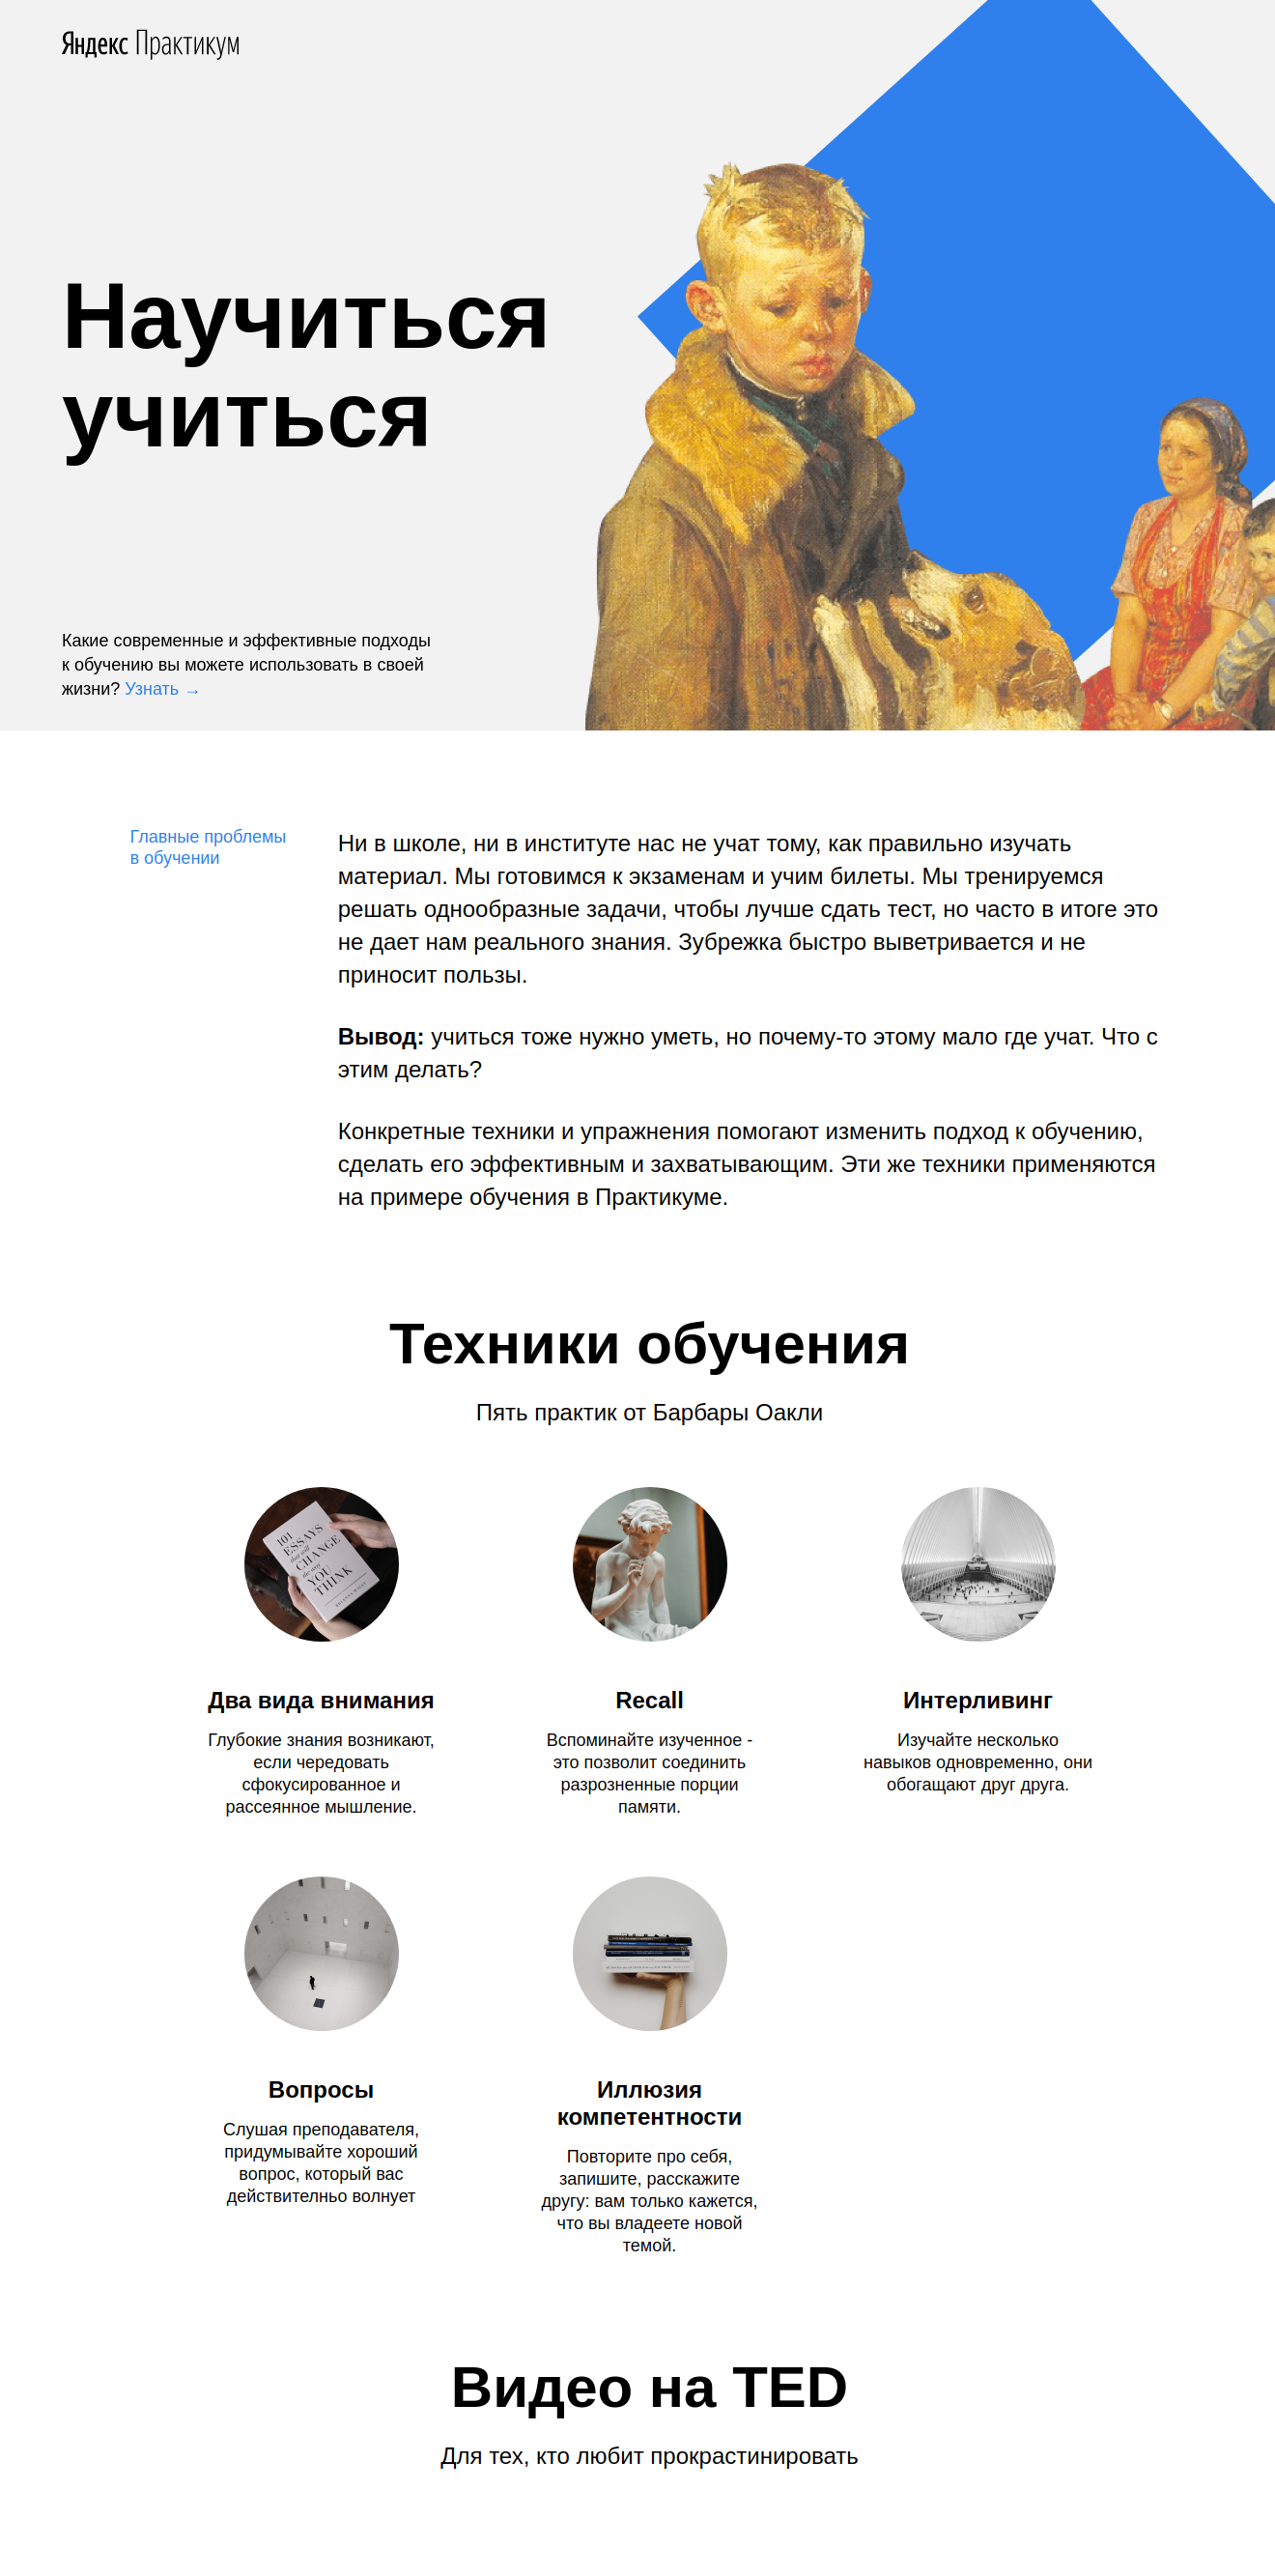 Яндекс Практикум
Научиться
учиться
Какие современные и эффективные подходы
к обучению вы можете использовать в своей
жизни? Узнать →
Главные проблемы
в обучении
Ни в школе, ни в институте нас не учат тому, как правильно изучать
материал. Мы готовимся к экзаменам и учим билеты. Мы тренируемся
решать однообразные задачи, чтобы лучше сдать тест, но часто в итоге это
не дает нам реального знания. Зубрежка быстро выветривается и не
приносит пользы.
Вывод: учиться тоже нужно уметь, но почему-то этому мало где учат. Что с
этим делать?
Конкретные техники и упражнения помогают изменить подход к обучению,
сделать его эффективным и захватывающим. Эти же техники применяются
на примере обучения в Практикуме.
Техники обучения
Пять практик от Барбары Оакли
101
ESSAYS
that will
CHANGE
the way
YOU
THINK
Два вида внимания
Глубокие знания возникают,
если чередовать
сфокусированное и
рассеянное мышление.
Recall
Вспоминайте изученное -
это позволит соединить
разрозненные порции
памяти.
Интерливинг
Изучайте несколько
навыков одновременно, они
обогащают друг друга.
Вопросы
Слушая преподавателя,
придумывайте хороший
вопрос, который вас
действителньо волнует
Иллюзия
компетентности
Повторите про себя,
запишите, расскажите
другу: вам только кажется,
что вы владеете новой
темой.
Видео на TED
Для тех, кто любит прокрастинировать